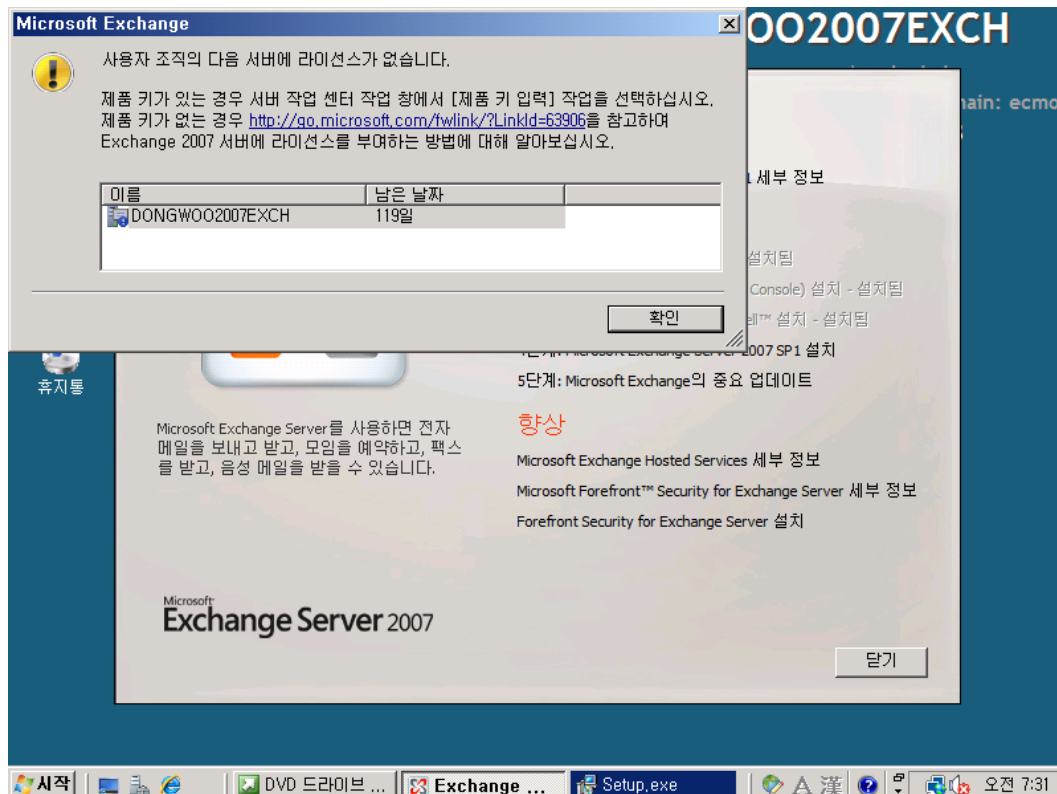 Microsoft Exchange
사용자 조직의 다음 서버에 라이선스가 없습니다.
제품 키가 있는 경우 서버 작업 센터 작업 창에서 [제품 키 입력] 작업을 선택하십시오.
제품 키가 없는 경우 http://go.microsoft.com/fwlink/?LinkId=63906을 참고하여
Exchange 2007 서버에 라이선스를 부여하는 방법에 대해 알아보십시오.
이름 남은 날짜
DONGWOO2007EXCH 119일
확인
OO2007EXCH
main: ecmo
세부 정보
설치됨
Console) 설치 - 설치됨
설치 - 설치됨
2007 SP1 설치
5단계: Microsoft Exchange의 중요 업데이트
향상
Microsoft Exchange Hosted Services 세부 정보
Microsoft Forefront™ Security for Exchange Server 세부 정보
Forefront Security for Exchange Server 설치
휴지통
Microsoft Exchange Server를 사용하면 전자
메일을 보내고 받고, 모임을 예약하고, 팩스
를 받고, 음성 메일을 받을 수 있습니다.
Microsoft
Exchange Server 2007
닫기
시작 DVD 드라이브 ... Exchange ... Setup.exe A 漢 오전 7:31